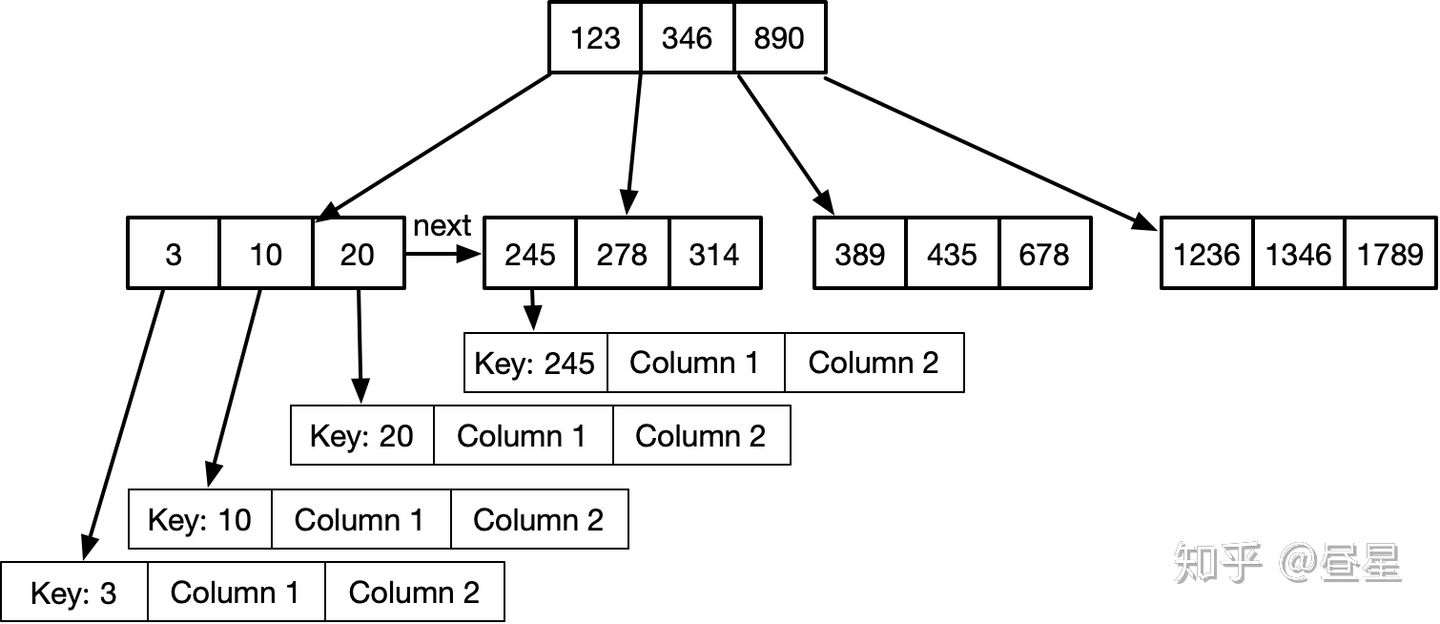 123 346 890
next
3 10 20 245 278 314 389 435 678 1236 1346 1789
Key: 245 Column 1 Column 2
Key: 20 Column 1 Column 2
Key: 10 Column 1 Column 2
Key: 3 Column 1 Column 2
知乎 @昼星